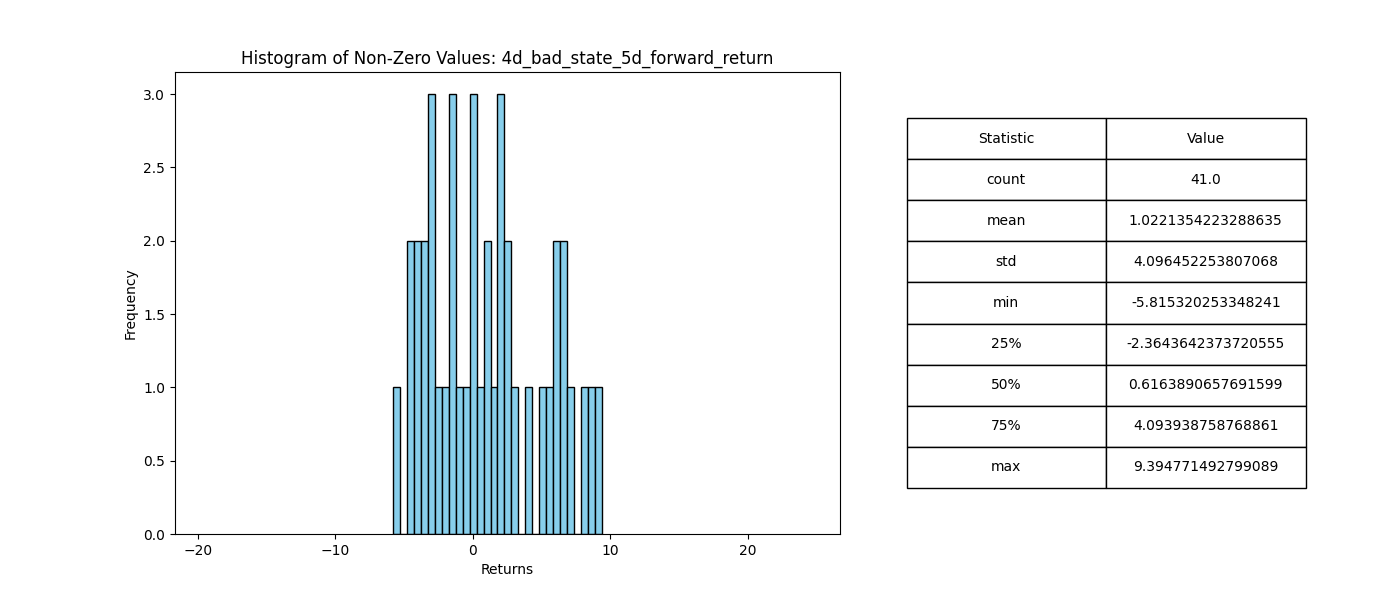 Histogram of Non-Zero Values: 4d_bad_state_5d_forward_return
3.0
2.5
2.0
1.5
1.0
0.5
0.0
Frequency
−20
−10
0
10
20
Returns
Statistic Value
count 41.0
mean 1.0221354223288635
std 4.096452253807068
min -5.815320253348241
25% -2.3643642373720555
50% 0.6163890657691599
75% 4.093938758768861
max 9.394771492799089